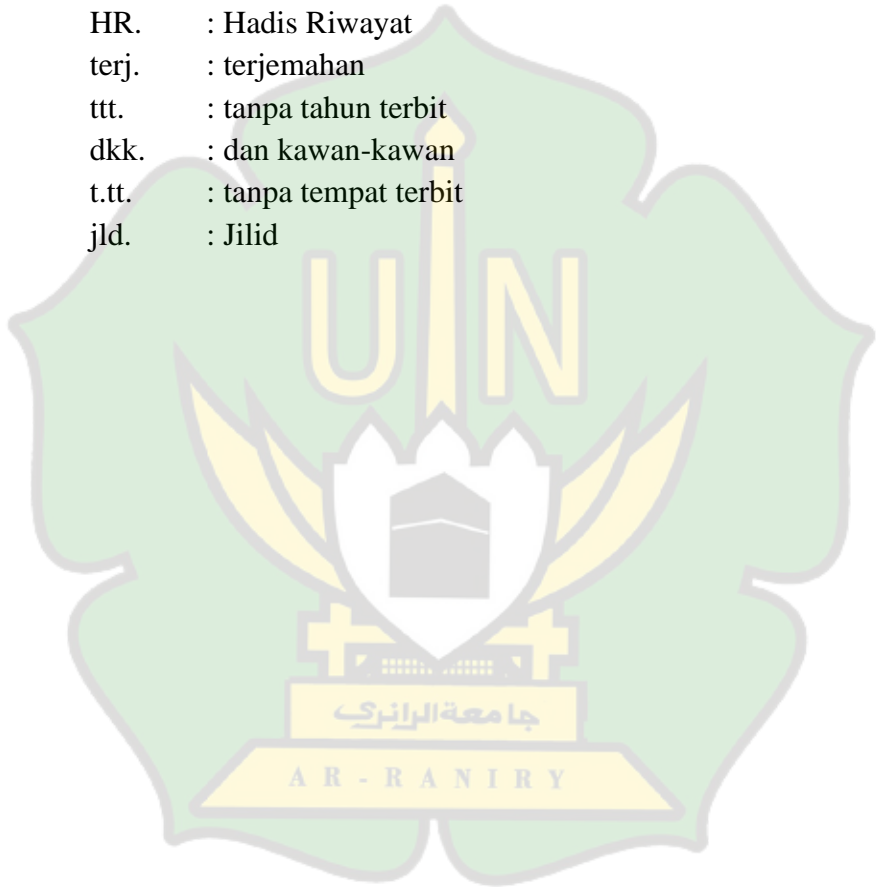 HR. : Hadis Riwayat
terj. : terjemahan
ttt. : tanpa tahun terbit
dkk. : dan kawan-kawan
t.tt. : tanpa tempat terbit
jld. : Jilid
UIN
جامعة الرانري
AR-RANIRY